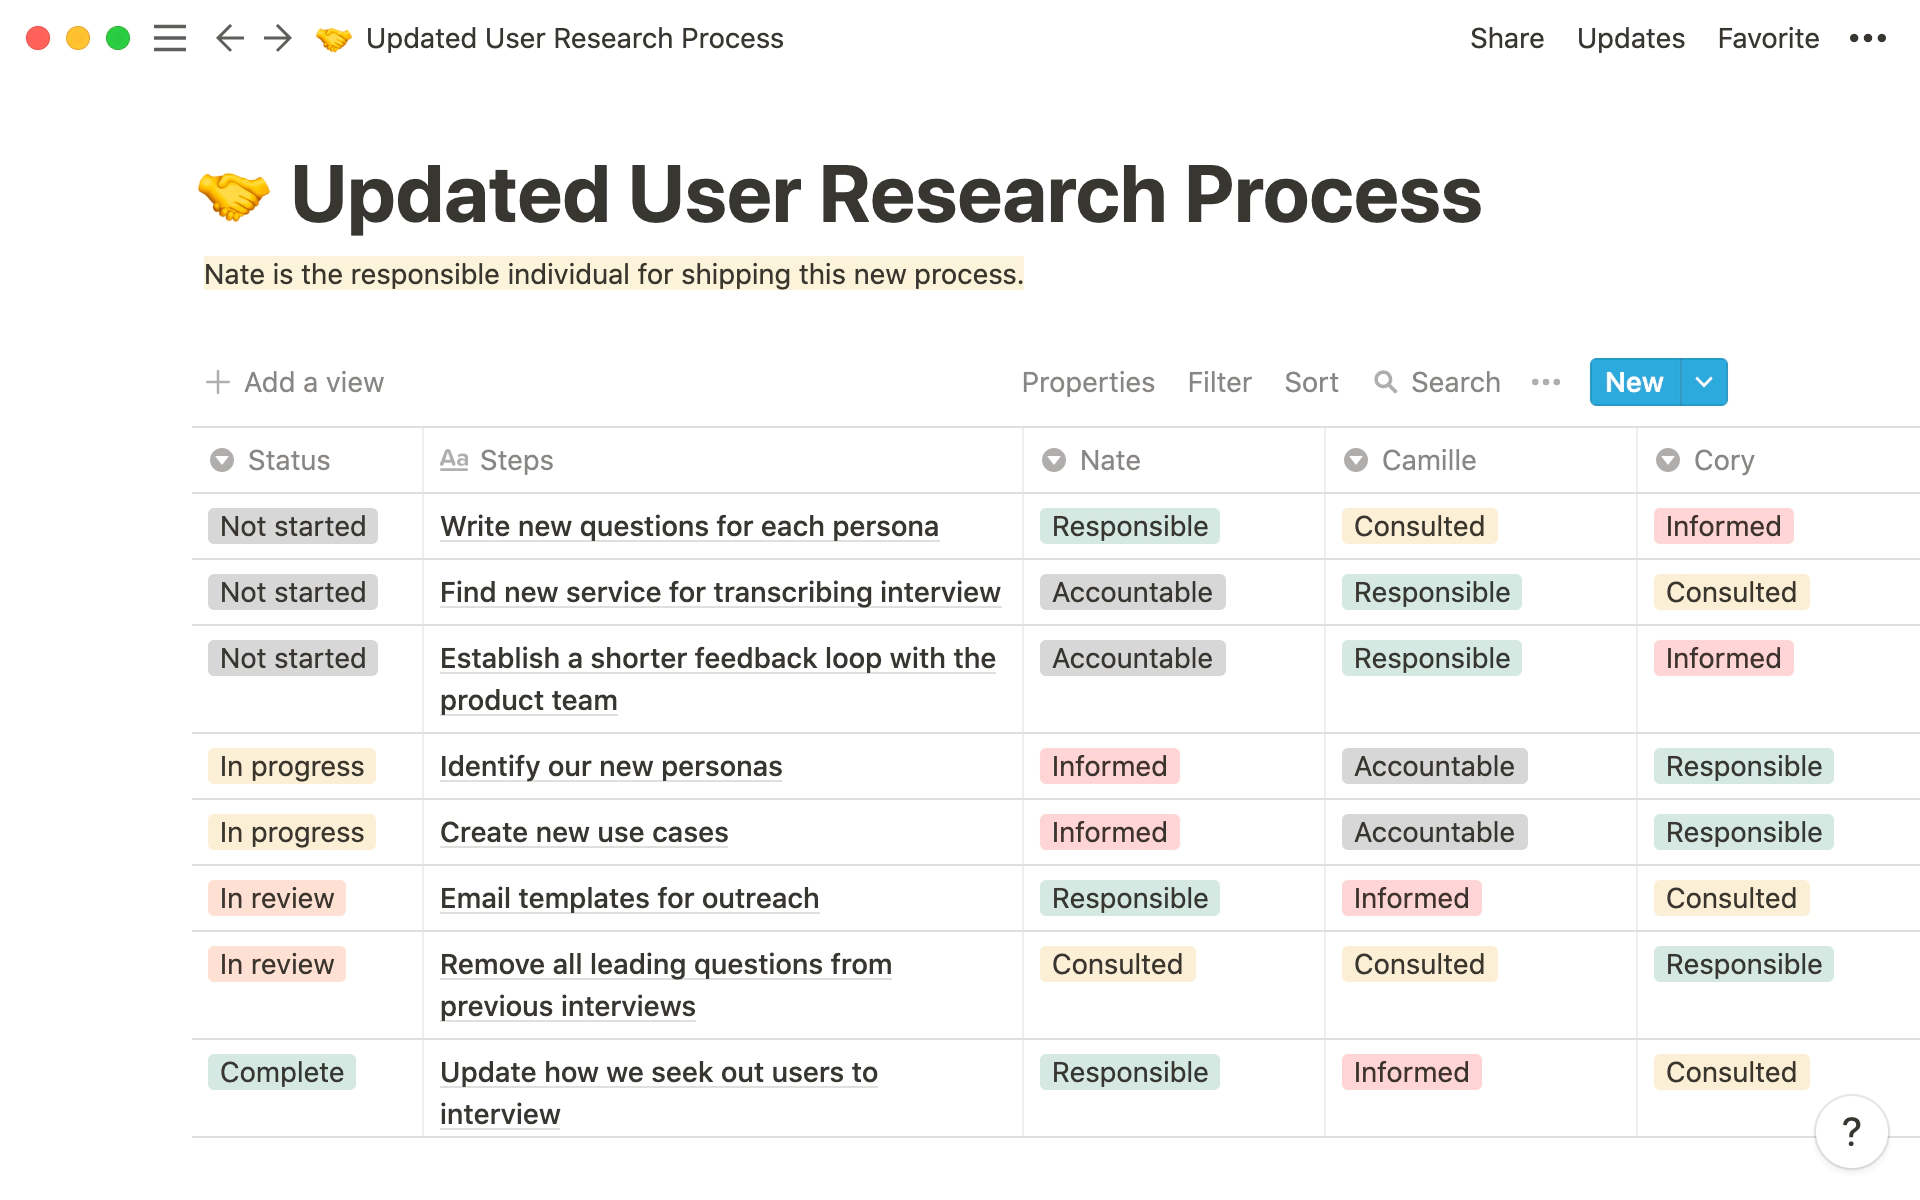 Updated User Research Process
Share Updates Favorite
Updated User Research Process
Nate is the responsible individual for shipping this new process.
Add a view
Properties Filter Sort Search New
Status Aa Steps Nate Camille Cory
Not started Write new questions for each persona Responsible Consulted Informed
Not started Find new service for transcribing interview Accountable Responsible Consulted
Not started Establish a shorter feedback loop with the Accountable Responsible Informed
product team
In progress Identify our new personas Informed Accountable Responsible
In progress Create new use cases Informed Accountable Responsible
In review Email templates for outreach Responsible Informed Consulted
In review Remove all leading questions from Consulted Consulted Responsible
previous interviews
Complete Update how we seek out users to Responsible Informed Consulted
interview
?